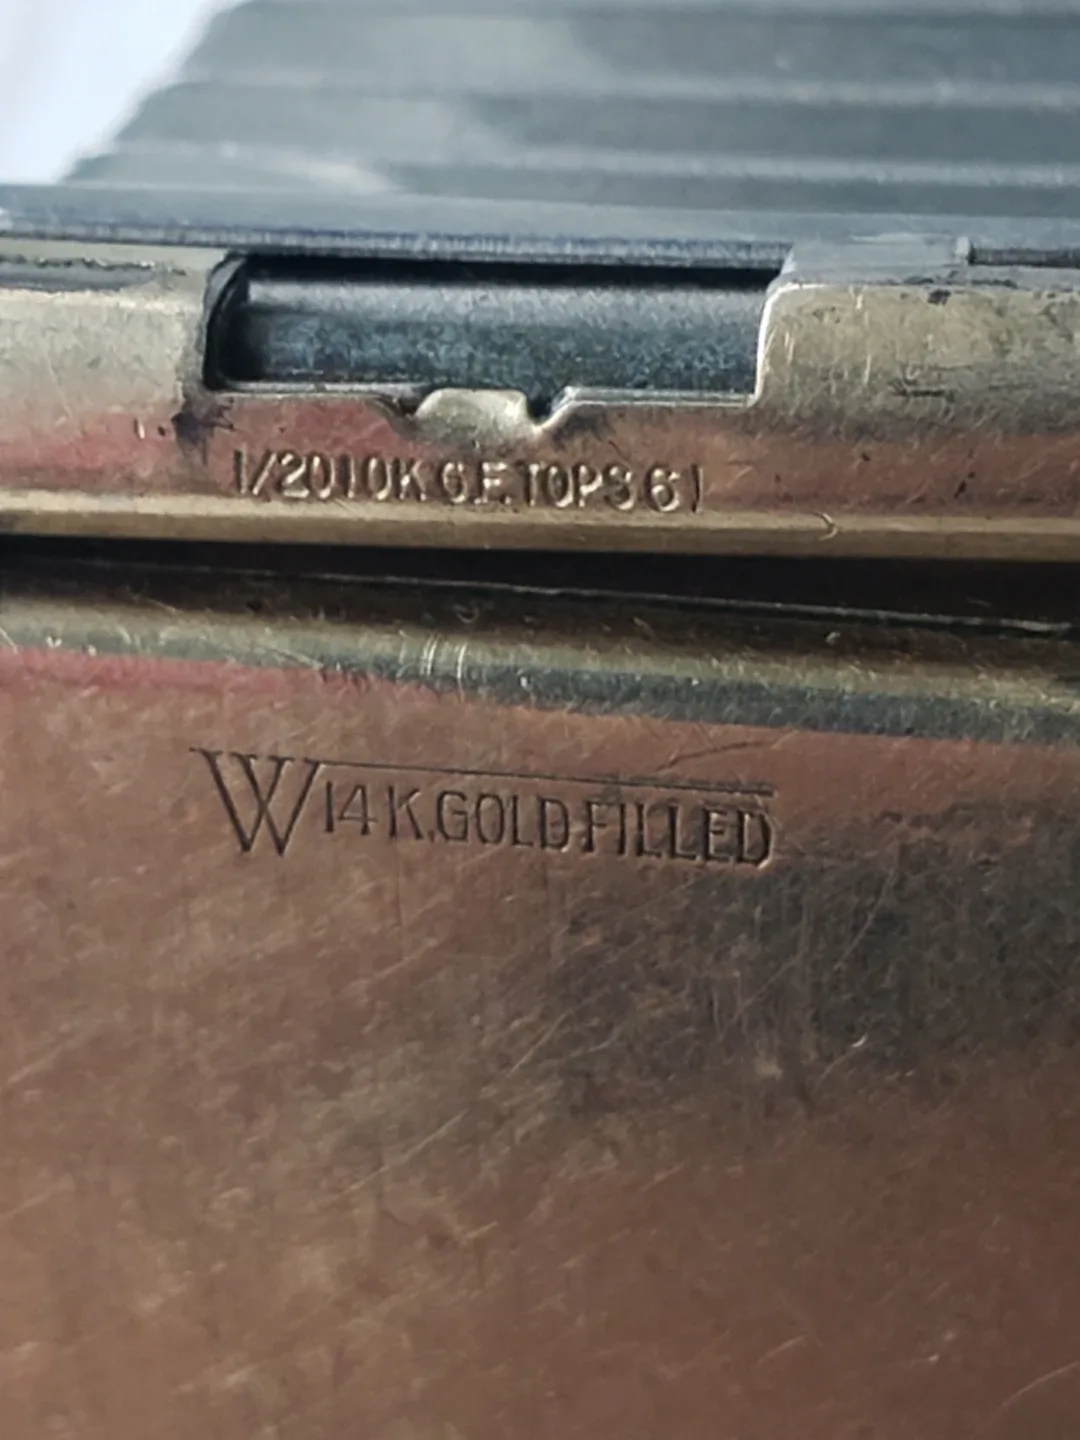 1/20 10K G.F. TOPS 61
W 14 K. GOLD FILLED